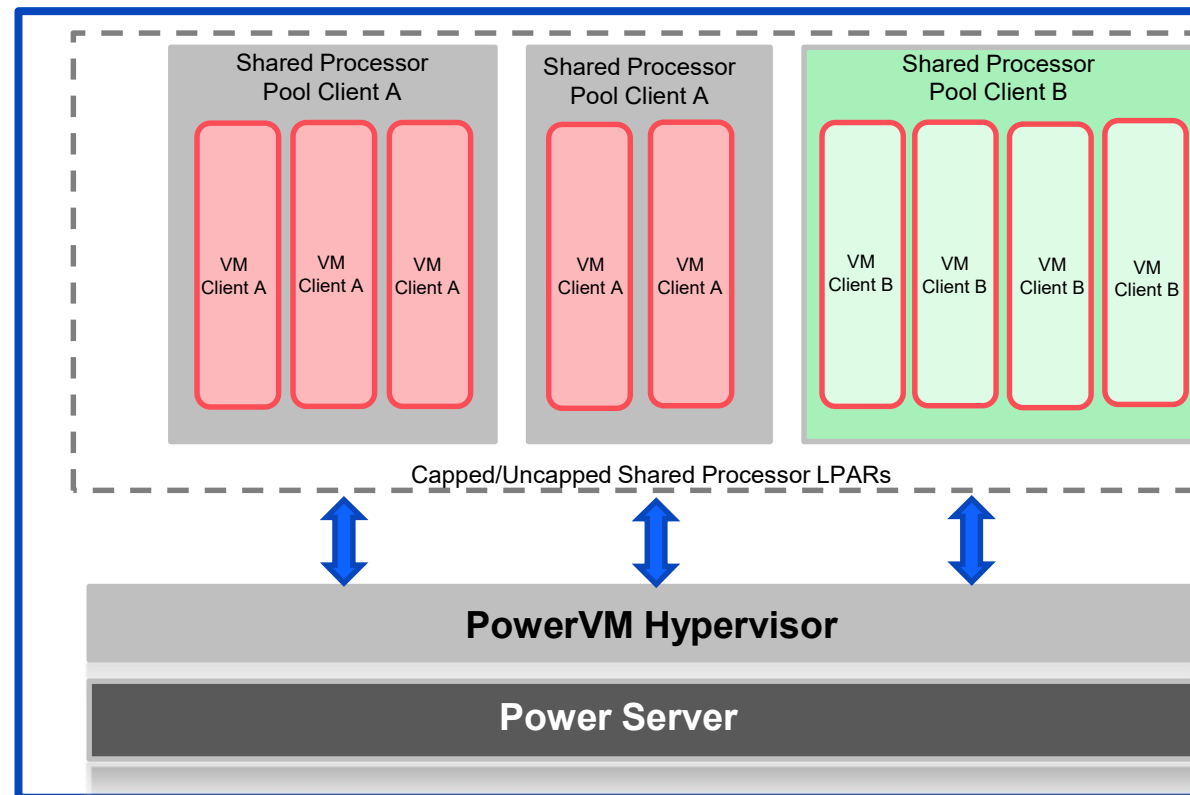 Shared Processor
Pool Client A
Shared Processor
Pool Client A
Shared Processor
Pool Client B
VM
Client A
VM
Client A
VM
Client A
VM
Client A
VM
Client A
VM
Client B
VM
Client B
VM
Client B
VM
Client B
Capped/Uncapped Shared Processor LPARs
PowerVM Hypervisor
Power Server